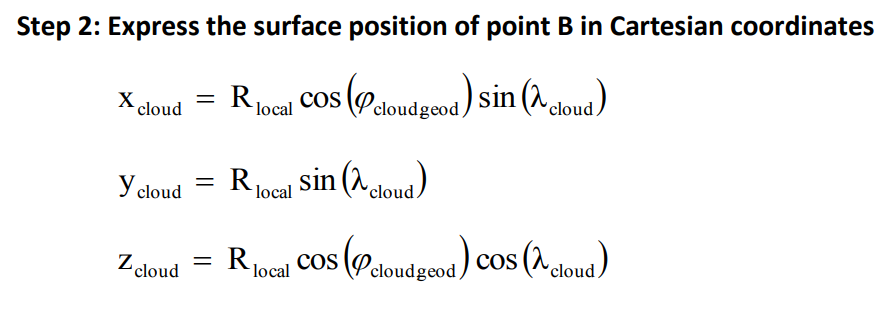 Step 2: Express the surface position of point B in Cartesian coordinates
x_cloud = R_local cos(φ_cloudgeod) sin(λ_cloud)
y_cloud = R_local sin(λ_cloud)
z_cloud = R_local cos(φ_cloudgeod) cos(λ_cloud)